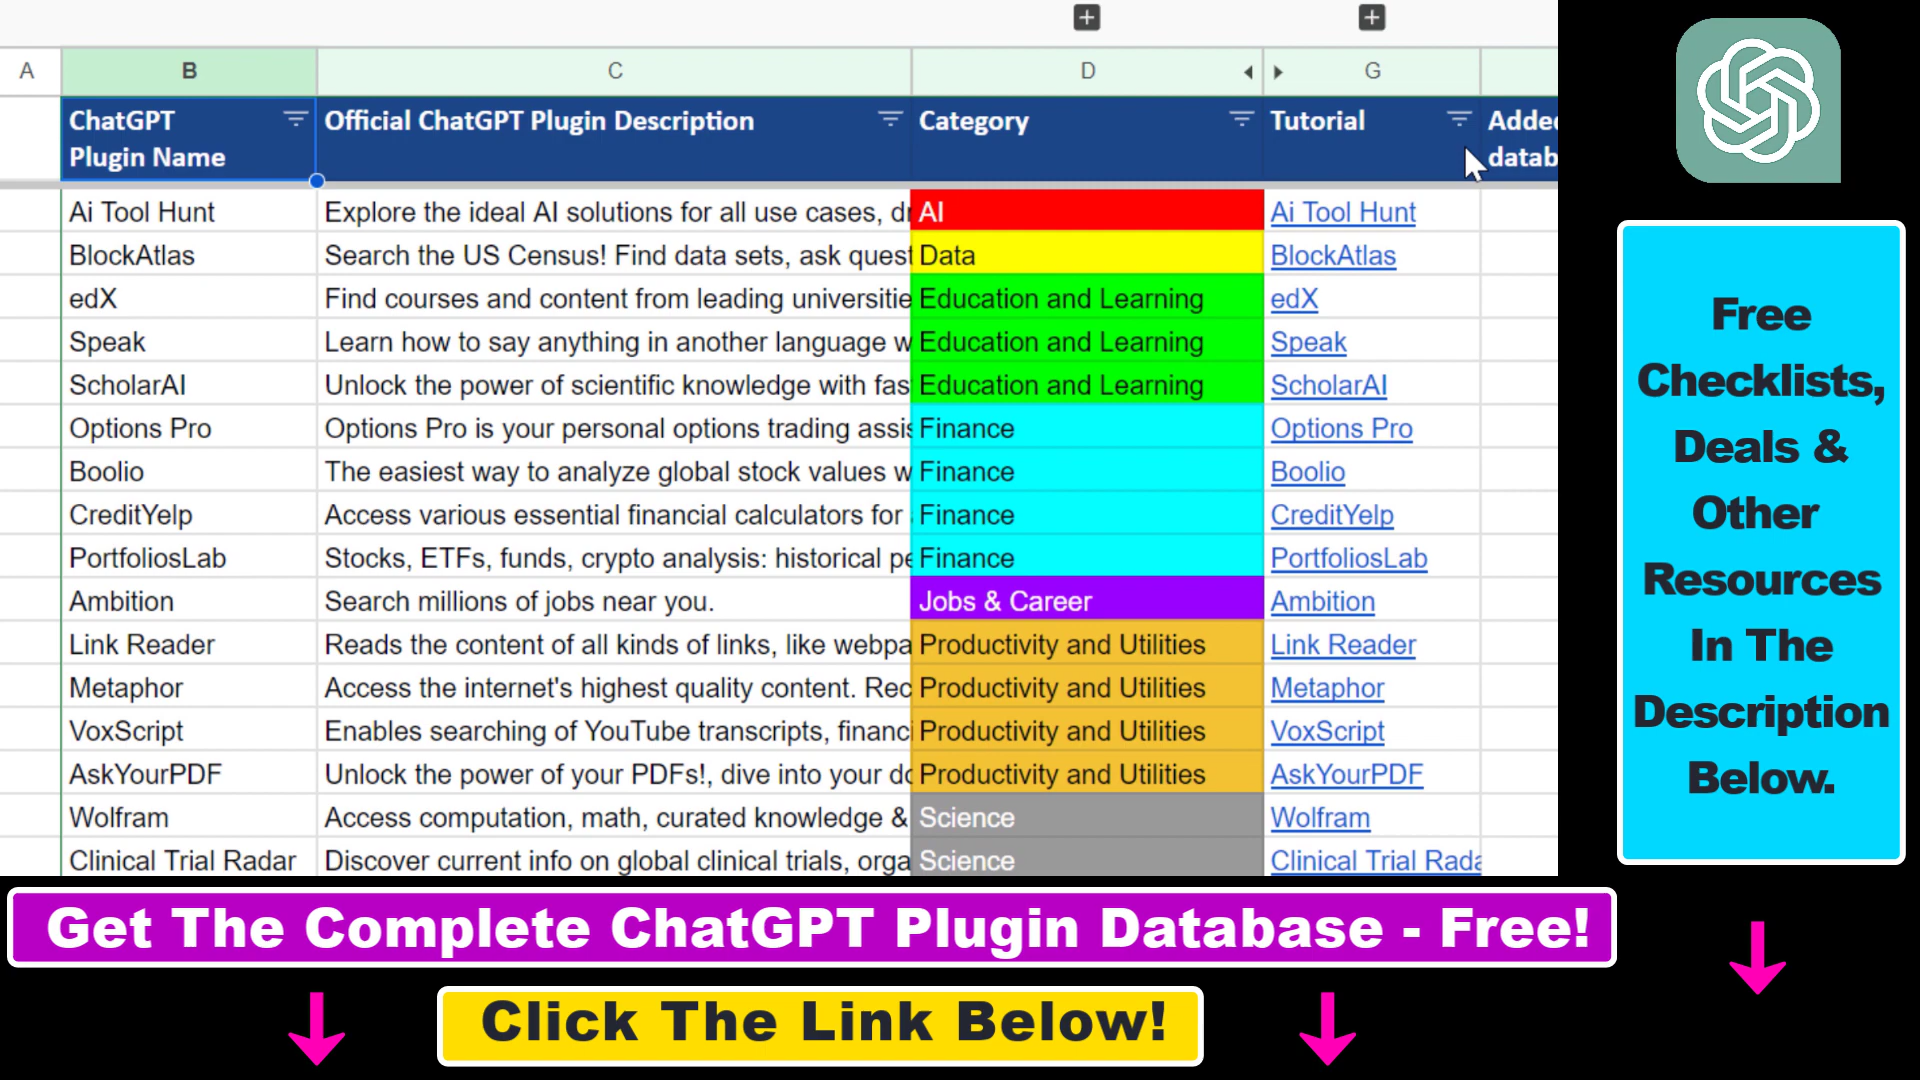 A B C D G
ChatGPT Plugin Name Official ChatGPT Plugin Description Category Tutorial Added datab
Ai Tool Hunt Explore the ideal AI solutions for all use cases, AI Ai Tool Hunt
BlockAtlas Search the US Census! Find data sets, ask quest Data BlockAtlas
edX Find courses and content from leading universitie Education and Learning edX
Speak Learn how to say anything in another language w Education and Learning Speak
ScholarAI Unlock the power of scientific knowledge with fas Education and Learning ScholarAI
Options Pro Options Pro is your personal options trading assis Finance Options Pro
Boolio The easiest way to analyze global stock values w Finance Boolio
CreditYelp Access various essential financial calculators for Finance CreditYelp
PortfoliosLab Stocks, ETFs, funds, crypto analysis: historical pe Finance PortfoliosLab
Ambition Search millions of jobs near you. Jobs & Career Ambition
Link Reader Reads the content of all kinds of links, like webpa Productivity and Utilities Link Reader
Metaphor Access the internet's highest quality content. Rec Productivity and Utilities Metaphor
VoxScript Enables searching of YouTube transcripts, financi Productivity and Utilities VoxScript
AskYourPDF Unlock the power of your PDFs!, dive into your do Productivity and Utilities AskYourPDF
Wolfram Access computation, math, curated knowledge & Science Wolfram
Clinical Trial Radar Discover current info on global clinical trials, orga Science Clinical Trial Rada
Free
Checklists,
Deals &
Other
Resources
In The
Description
Below.
Get The Complete ChatGPT Plugin Database - Free!
Click The Link Below!